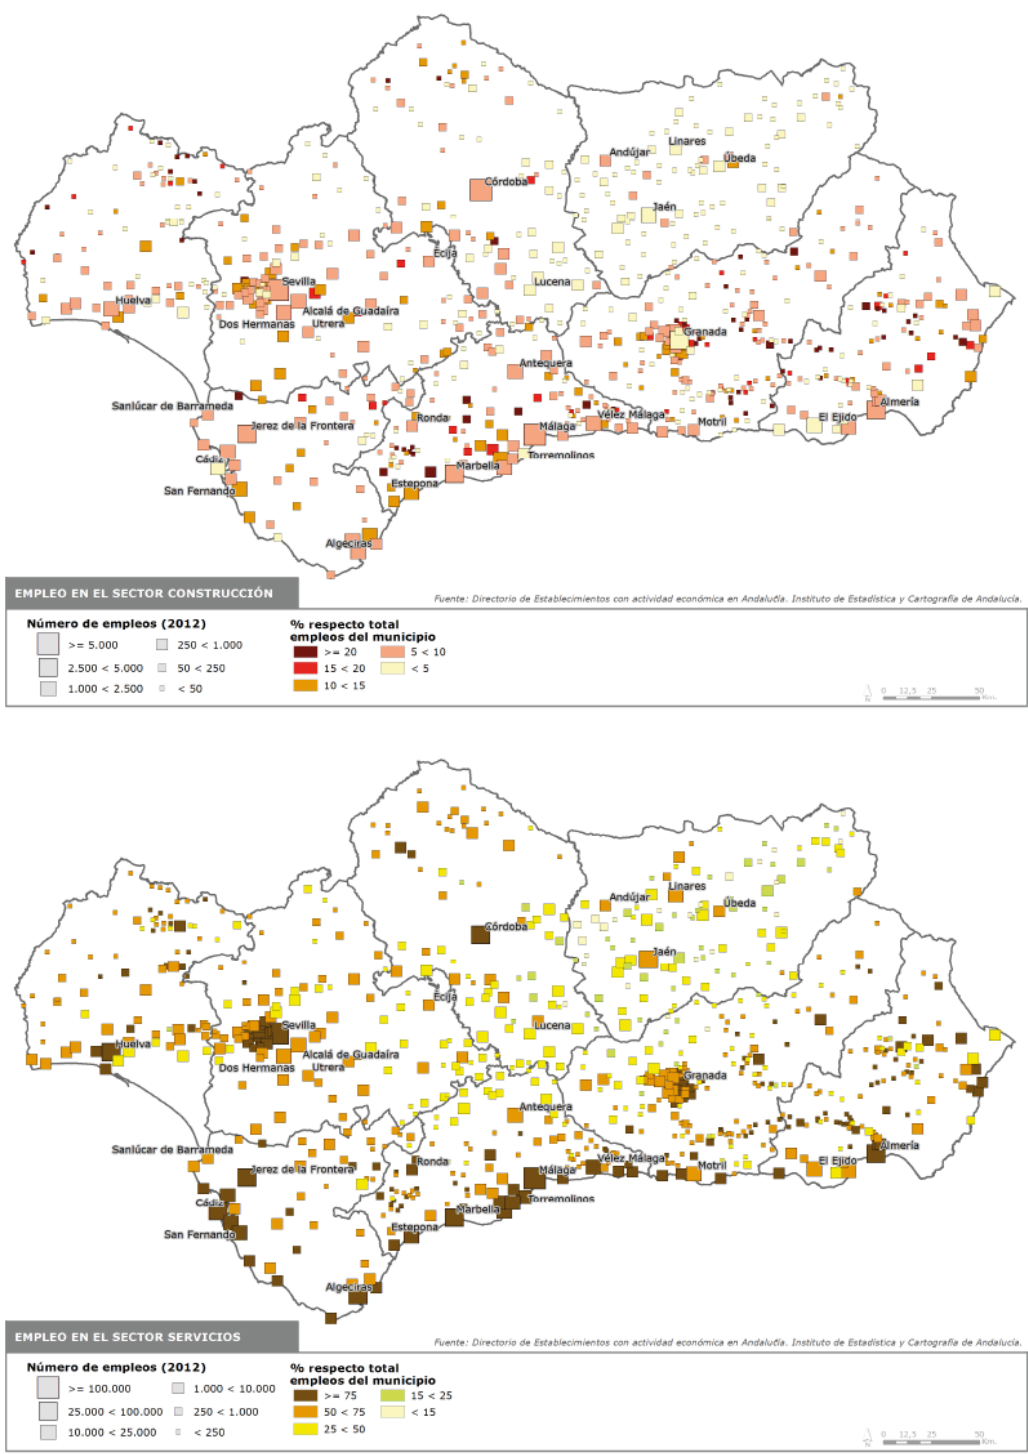 Andújar
Linares
Úbeda
Córdoba
Jaén
Écija
Sevilla
Lucena
Huelva
Alcalá de Guadaíra
Dos Hermanas
Utrera
Granada
Antequera
Sanlúcar de Barrameda
Ronda
Vélez Málaga
Almería
Jerez de la Frontera
Málaga
Motril
El Ejido
Cádiz
Torremolinos
Marbella
San Fernando
Estepona
Algeciras
EMPLEO EN EL SECTOR CONSTRUCCIÓN
Fuente: Directorio de Establecimientos con actividad económica en Andalucía. Instituto de Estadística y Cartografía de Andalucía.
Número de empleos (2012)
% respecto total
empleos del municipio
>= 5.000
250 < 1.000
>= 20
5 < 10
2.500 < 5.000
50 < 250
15 < 20
< 5
1.000 < 2.500
< 50
10 < 15
N
0 12,5 25 50
Km.
Andújar
Linares
Úbeda
Córdoba
Jaén
Écija
Sevilla
Lucena
Huelva
Alcalá de Guadaíra
Dos Hermanas
Utrera
Granada
Antequera
Sanlúcar de Barrameda
Ronda
Vélez Málaga
Almería
Jerez de la Frontera
Málaga
Motril
El Ejido
Cádiz
Torremolinos
Marbella
San Fernando
Estepona
Algeciras
EMPLEO EN EL SECTOR SERVICIOS
Fuente: Directorio de Establecimientos con actividad económica en Andalucía. Instituto de Estadística y Cartografía de Andalucía.
Número de empleos (2012)
% respecto total
empleos del municipio
>= 100.000
1.000 < 10.000
>= 75
15 < 25
25.000 < 100.000
250 < 1.000
50 < 75
< 15
10.000 < 25.000
< 250
25 < 50
N
0 12,5 25 50
Km.